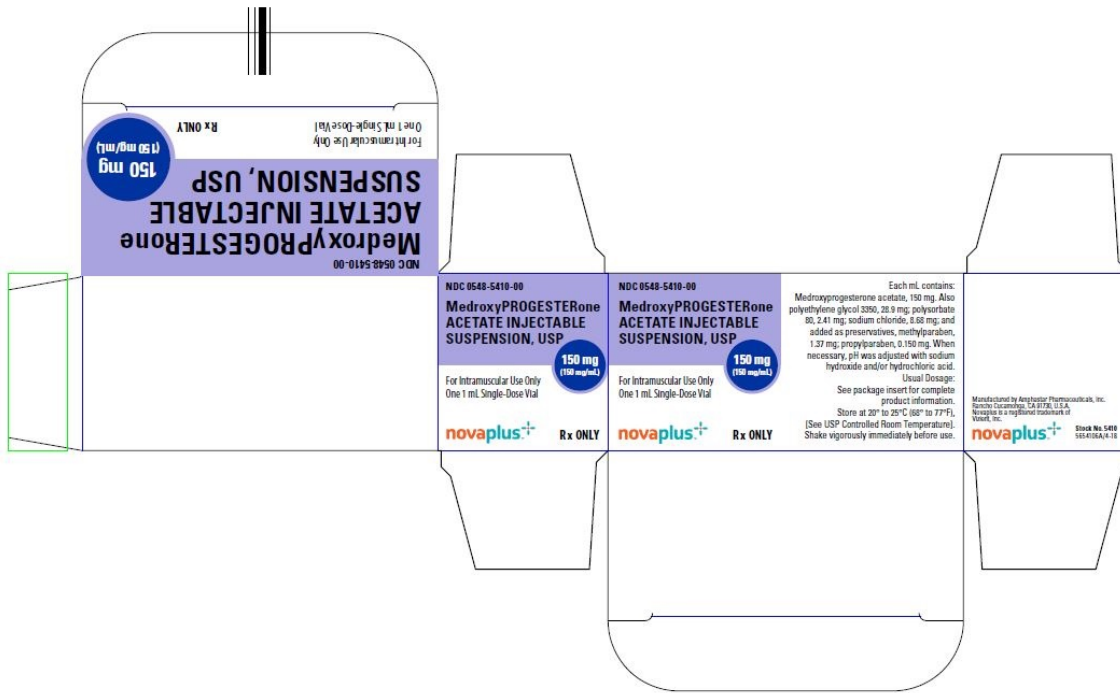 NDC 0548-5410-00
MedroxyPROGESTERone
ACETATE INJECTABLE
SUSPENSION, USP
150 mg
(150 mg/mL)
For Intramuscular Use Only
One 1 mL Single-Dose Vial
Rx ONLY
NDC 0548-5410-00
MedroxyPROGESTERone
ACETATE INJECTABLE
SUSPENSION, USP
150 mg
(150 mg/mL)
For Intramuscular Use Only
One 1 mL Single-Dose Vial
novaplus
Rx ONLY
NDC 0548-5410-00
MedroxyPROGESTERone
ACETATE INJECTABLE
SUSPENSION, USP
150 mg
(150 mg/mL)
For Intramuscular Use Only
One 1 mL Single-Dose Vial
novaplus
Rx ONLY
Each mL contains:
Medroxyprogesterone acetate, 150 mg. Also
polyethylene glycol 3350, 28.9 mg; polysorbate
80, 2.41 mg; sodium chloride, 8.68 mg; and
added as preservatives, methylparaben,
1.37 mg; propylparaben, 0.150 mg. When
necessary, pH was adjusted with sodium
hydroxide and/or hydrochloric acid.
Usual Dosage:
See package insert for complete
product information.
Store at 20° to 25°C (68° to 77°F),
[See USP Controlled Room Temperature].
Shake vigorously immediately before use.
Manufactured by Amphastar Pharmaceuticals, Inc.
Rancho Cucamonga, CA 91730, U.S.A.
Novaplus is a registered trademark of
Vizient, Inc.
novaplus
Stock No. 5410
5654106A/4-18